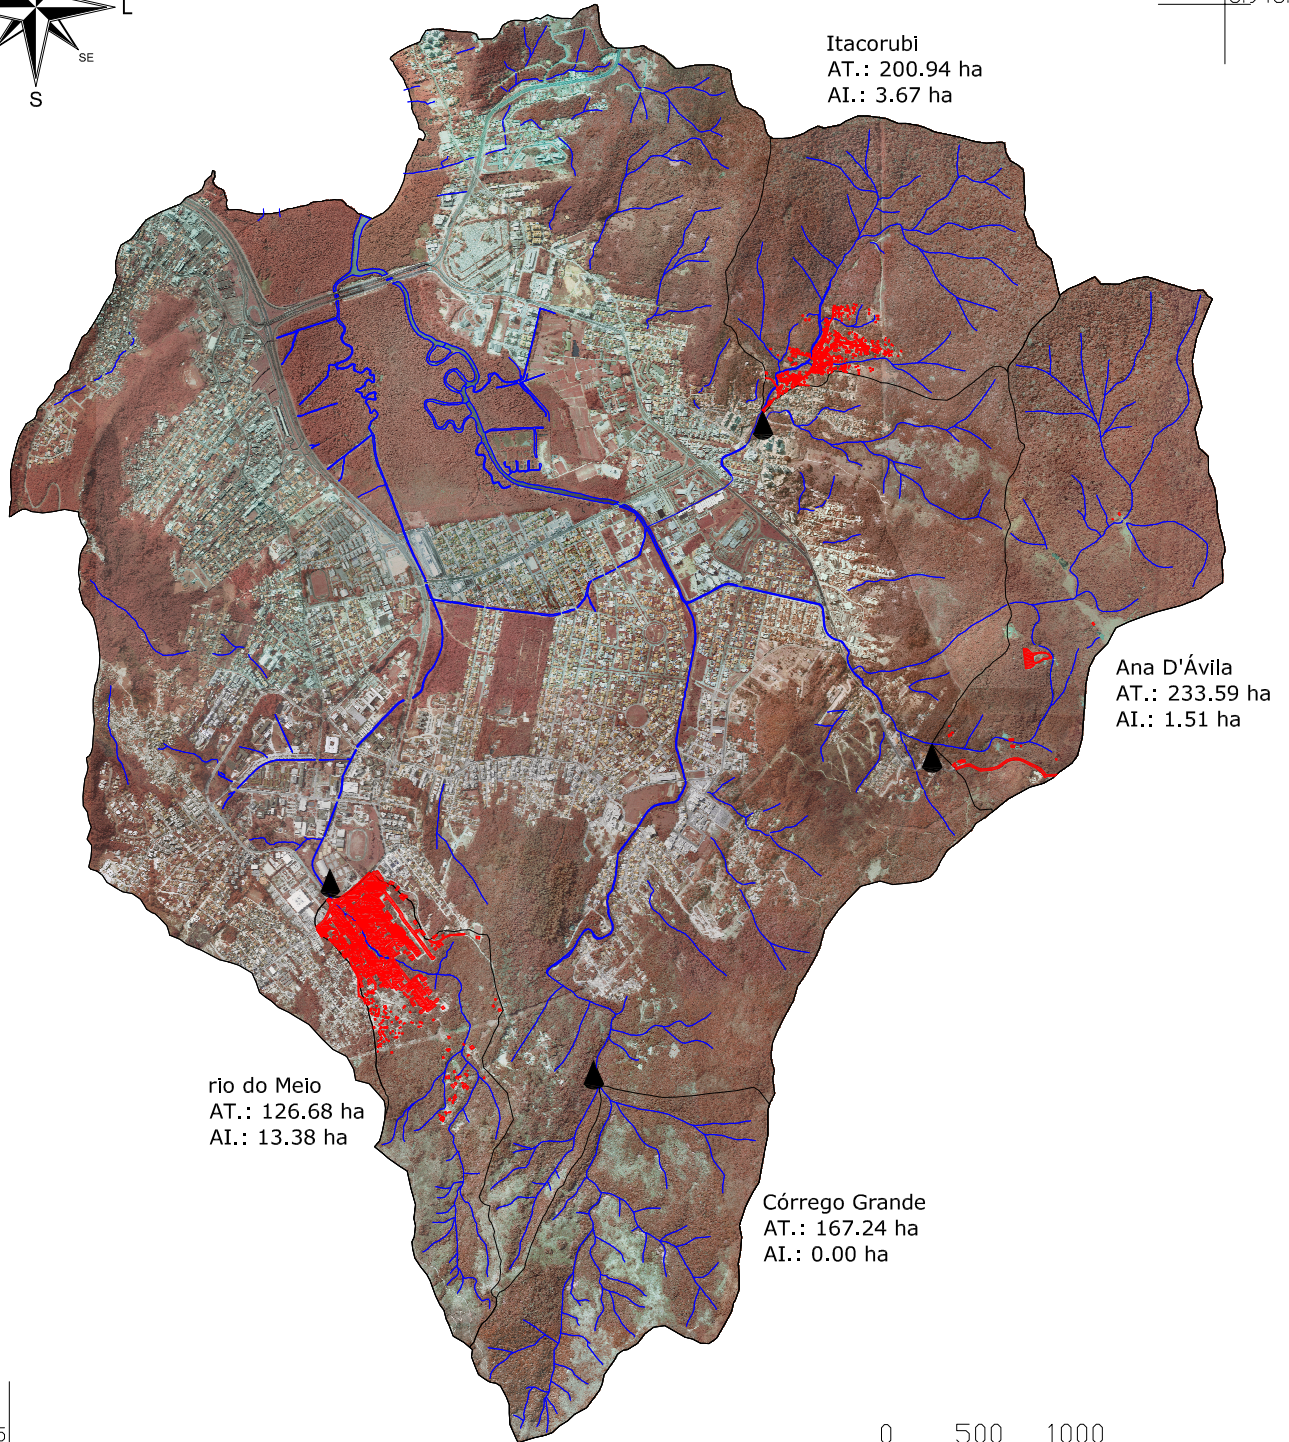 L
SE
S
Itacorubi
AT.: 200.94 ha
AI.: 3.67 ha
Ana D'Ávila
AT.: 233.59 ha
AI.: 1.51 ha
rio do Meio
AT.: 126.68 ha
AI.: 13.38 ha
Córrego Grande
AT.: 167.24 ha
AI.: 0.00 ha
0 500 1000